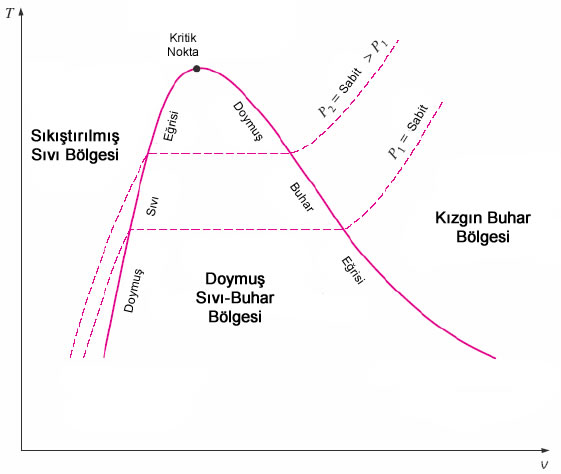 T
Kritik
Nokta
P2 = Sabit > P1
P1 = Sabit
Sıkıştırılmış
Sıvı Bölgesi
Eğrisi
Doymuş
Sıvı
Buhar
Kızgın Buhar
Bölgesi
Doymuş
Eğrisi
Doymuş
Sıvı-Buhar
Bölgesi
v